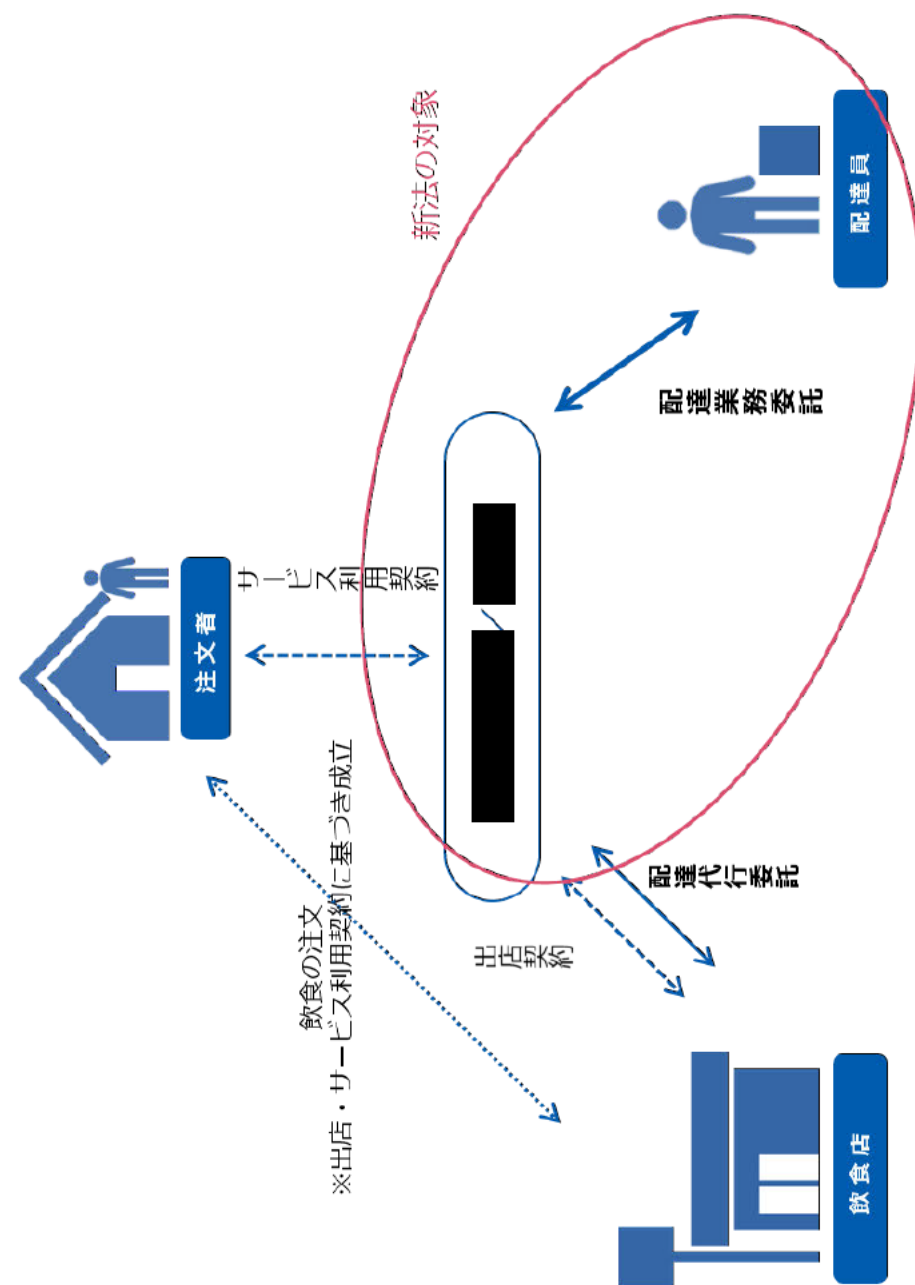 注文者
サービス利用契約
飲食の注文
※出店・サービス利用契約に基づき成立
新法の対象
出店契約
配達代行委託
配達業務委託
飲食店
配達員